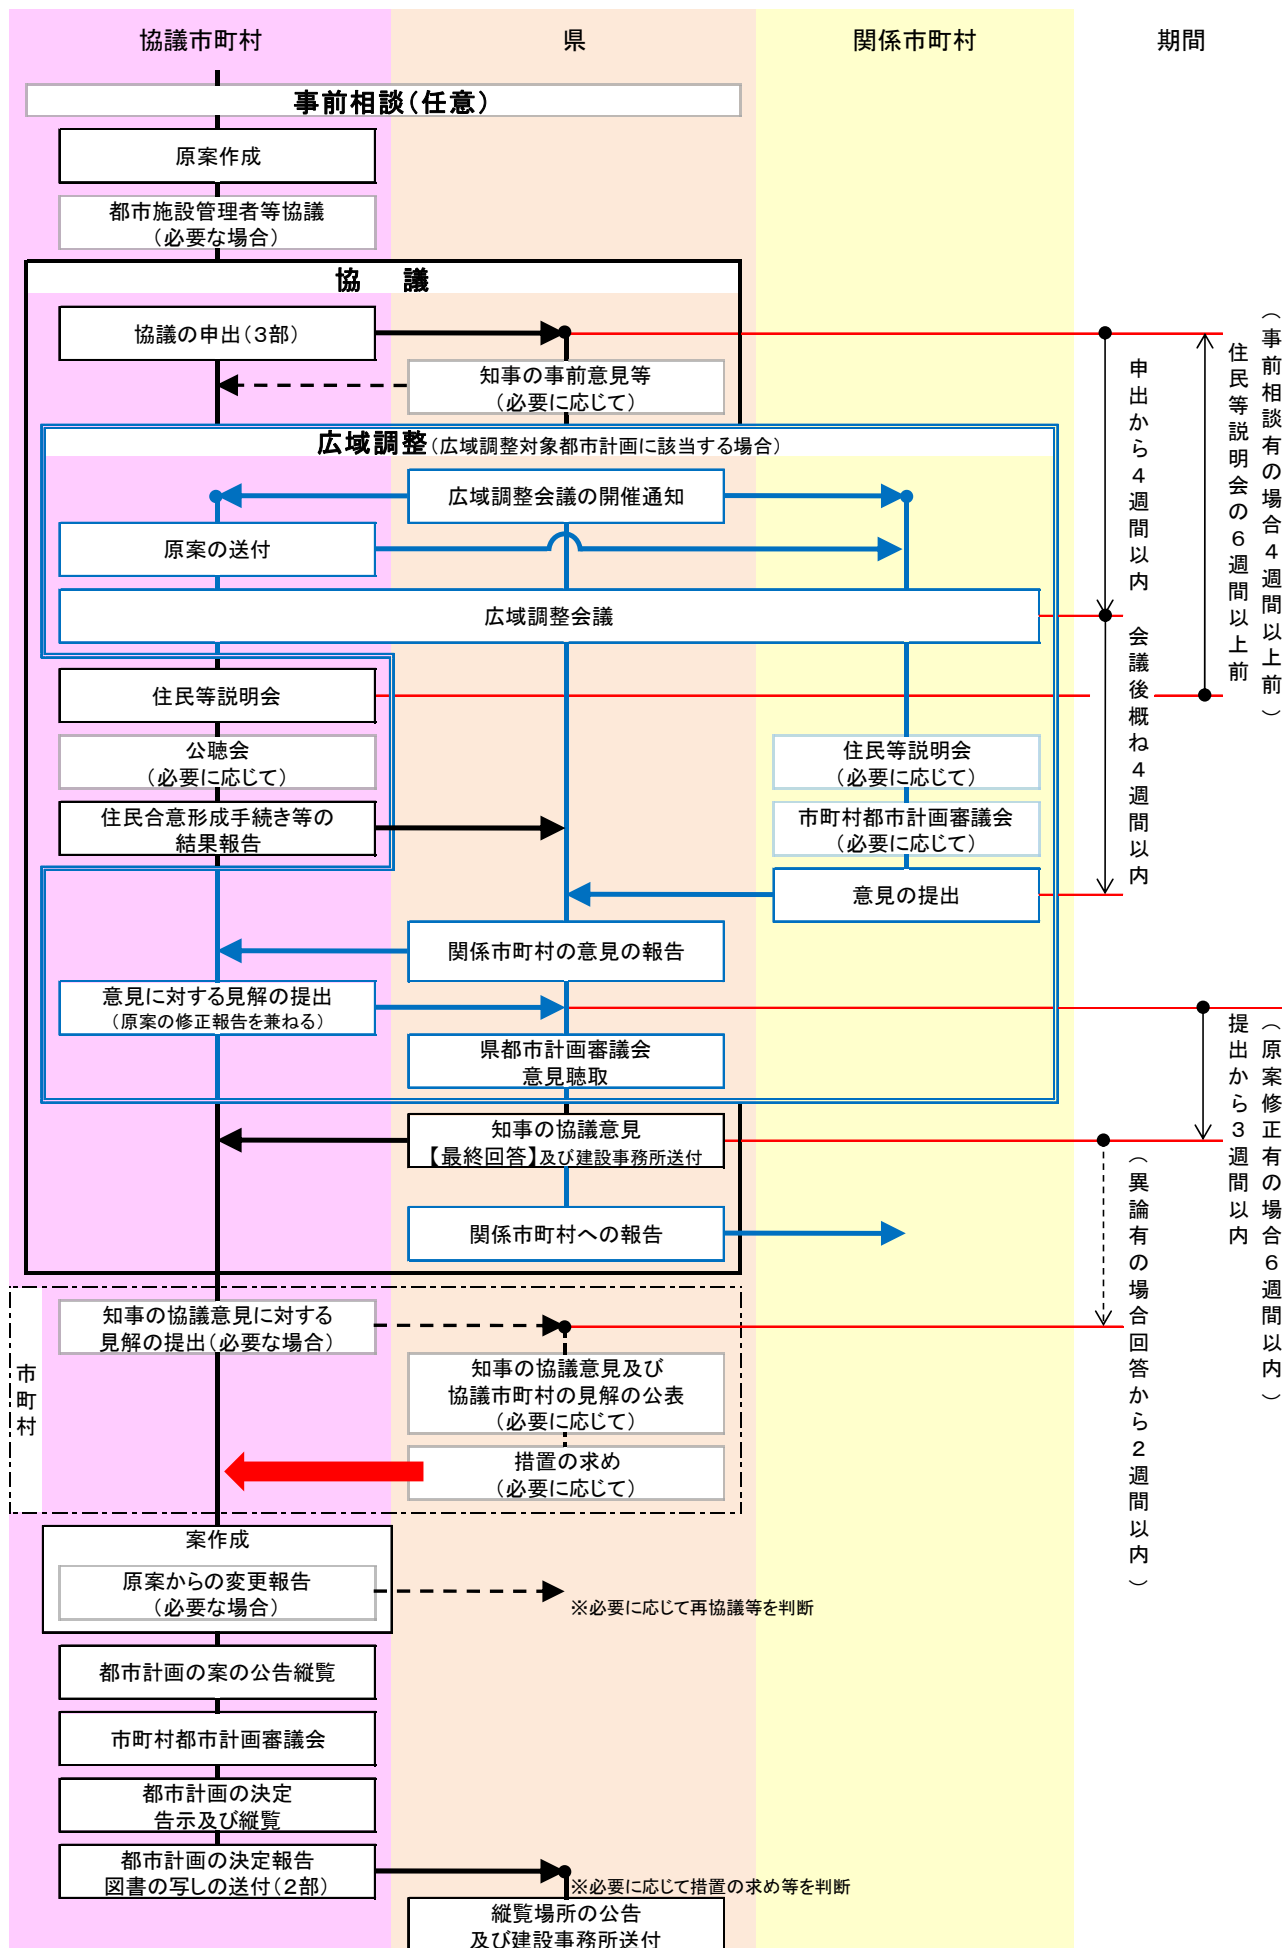 協議市町村
県
関係市町村
期間
事前相談（任意）
原案作成
都市施設管理者等協議
（必要な場合）
協　議
協議の申出（３部）
知事の事前意見等
（必要に応じて）
広域調整（広域調整対象都市計画に該当する場合）
広域調整会議の開催通知
原案の送付
広域調整会議
住民等説明会
公聴会
（必要に応じて）
住民等説明会
（必要に応じて）
住民合意形成手続き等の
結果報告
市町村都市計画審議会
（必要に応じて）
意見の提出
関係市町村の意見の報告
意見に対する見解の提出
（原案の修正報告を兼ねる）
県都市計画審議会
意見聴取
知事の協議意見
【最終回答】及び建設事務所送付
関係市町村への報告
申出から４週間以内
住民等説明会の６週間以上前
（事前相談有の場合４週間以上前）
会議後概ね４週間以内
提出から３週間以内
（原案修正有の場合６週間以内）
（異論有の場合回答から２週間以内）
市町村
知事の協議意見に対する
見解の提出（必要な場合）
知事の協議意見及び
協議市町村の見解の公表
（必要に応じて）
措置の求め
（必要に応じて）
案作成
原案からの変更報告
（必要な場合）
※必要に応じて再協議等を判断
都市計画の案の公告縦覧
市町村都市計画審議会
都市計画の決定
告示及び縦覧
都市計画の決定報告
図書の写しの送付（２部）
※必要に応じて措置の求め等を判断
縦覧場所の公告
及び建設事務所送付